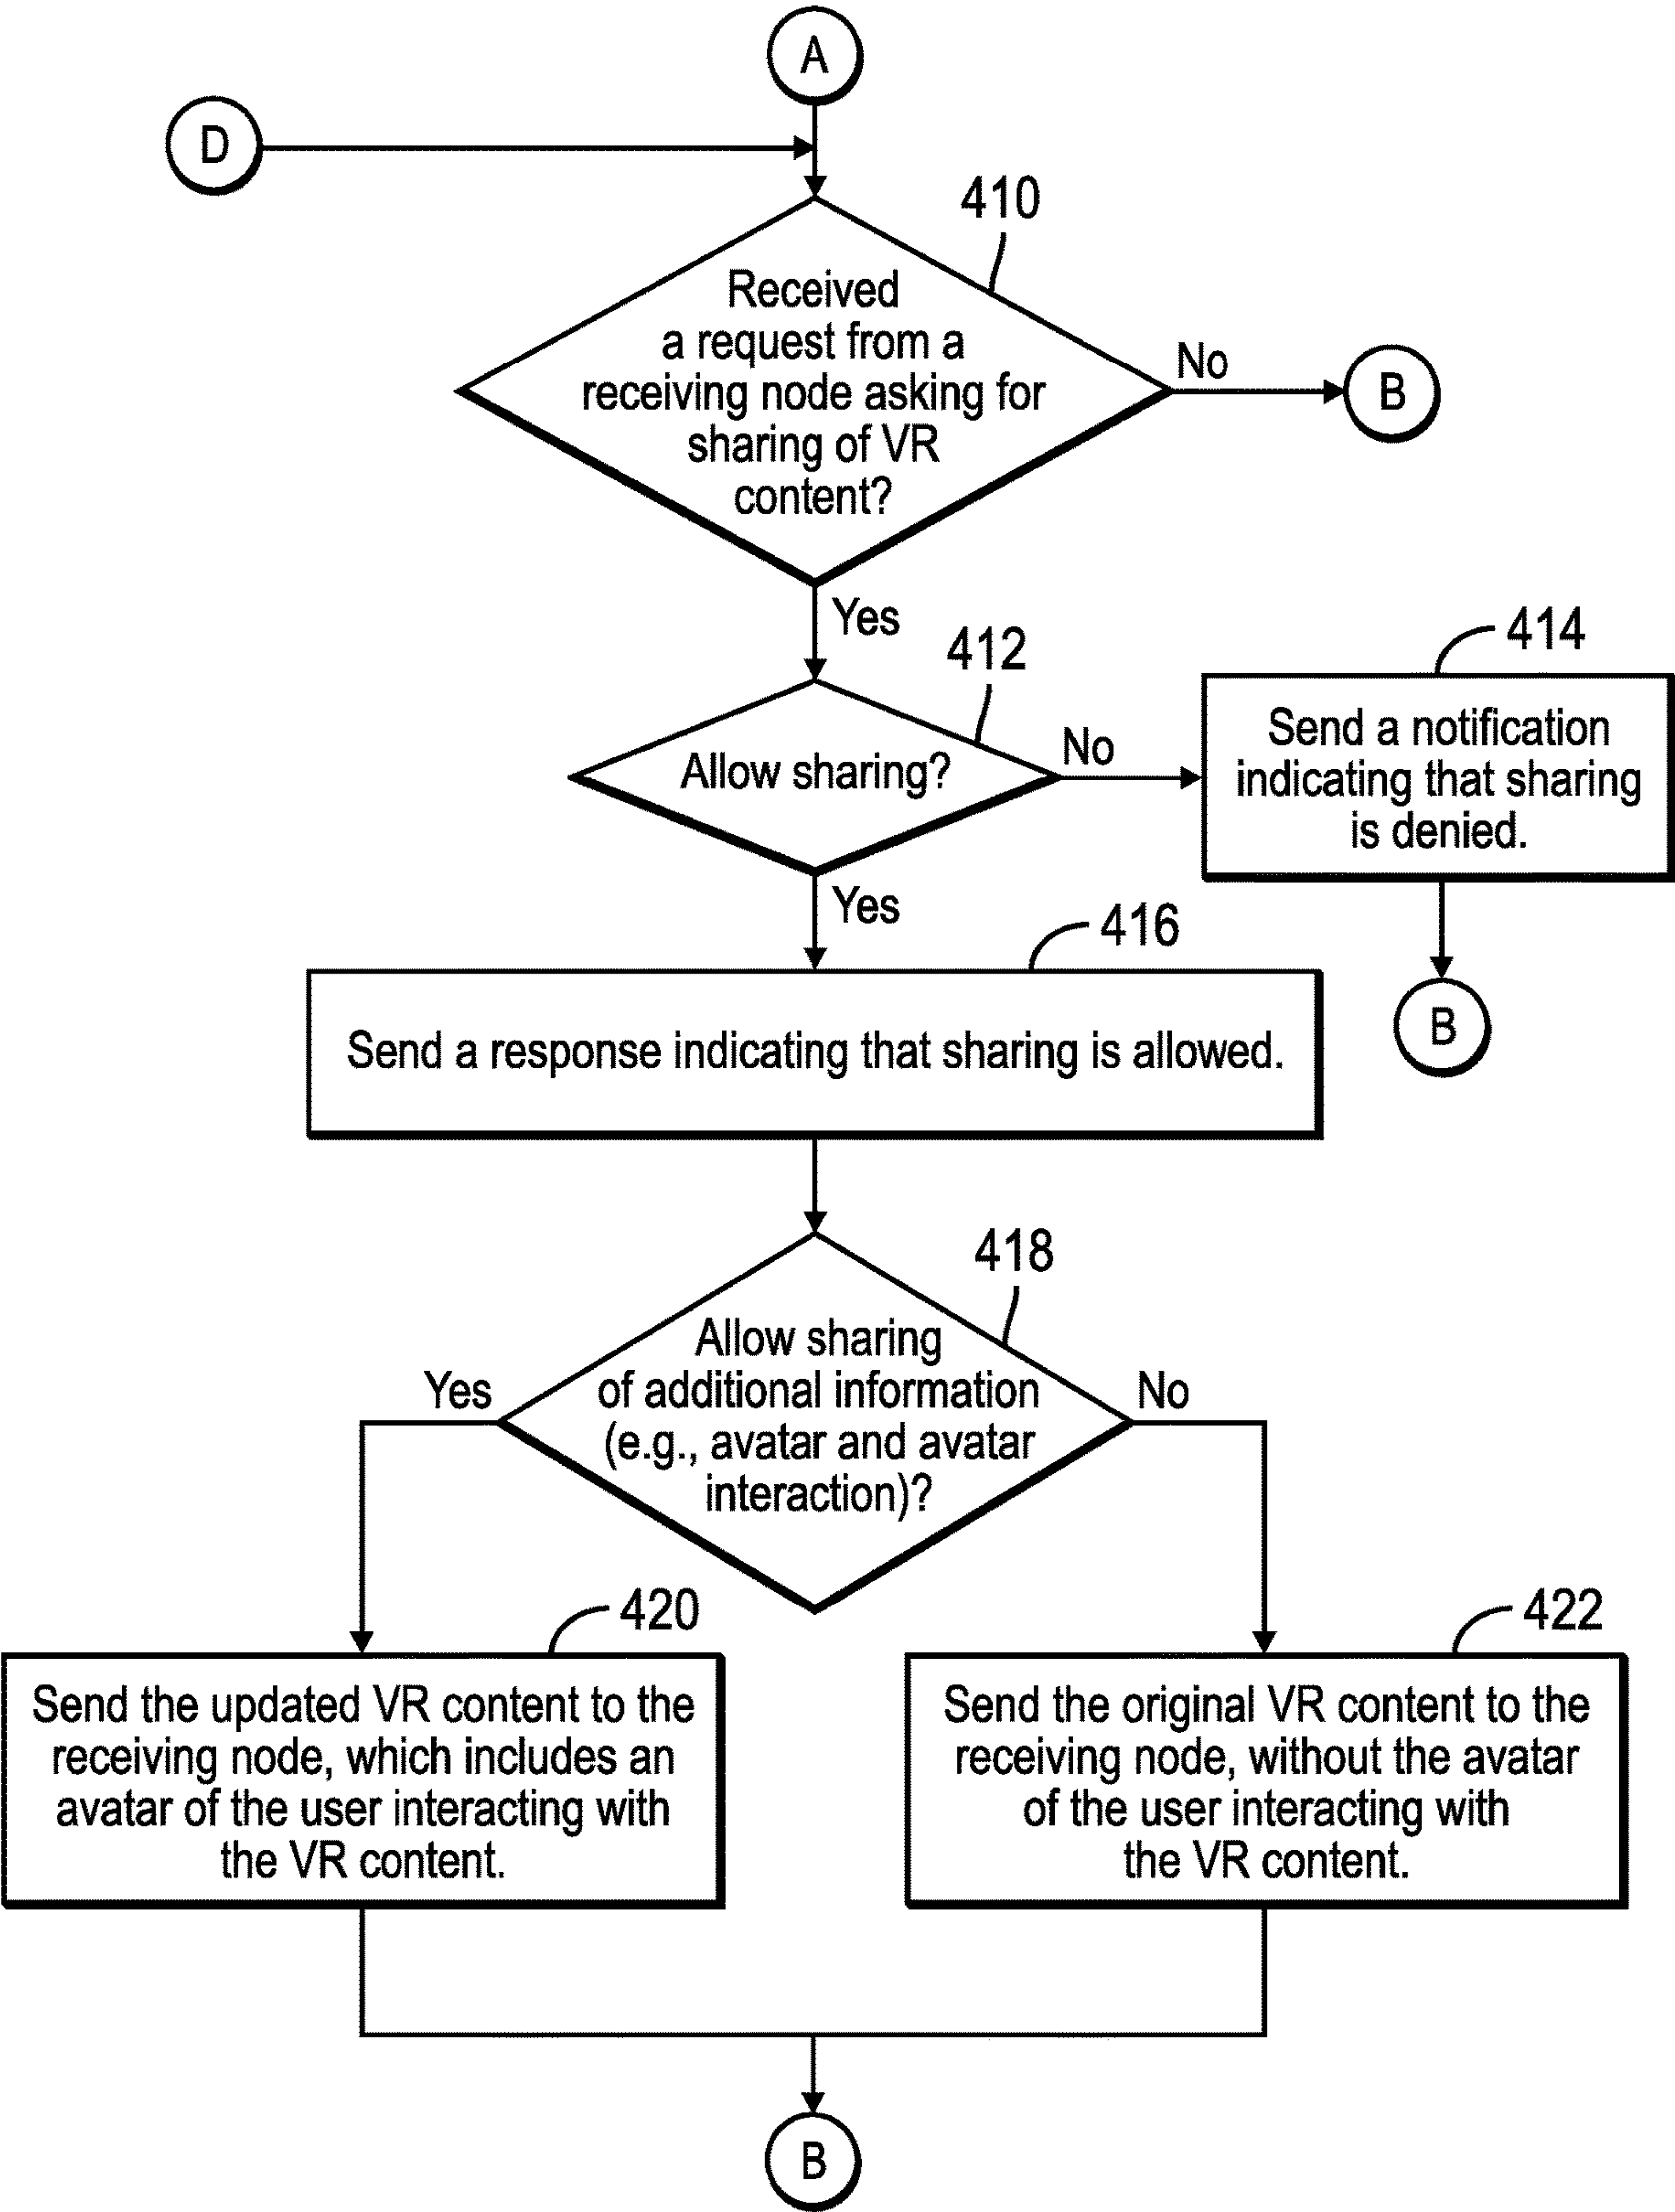 A
D
410
Received
a request from a
receiving node asking for
sharing of VR
content?
No
B
Yes
412
Allow sharing?
No
414
Send a notification
indicating that sharing
is denied.
B
Yes
416
Send a response indicating that sharing is allowed.
418
Allow sharing
of additional information
(e.g., avatar and avatar
interaction)?
Yes
No
420
Send the updated VR content to the
receiving node, which includes an
avatar of the user interacting with
the VR content.
422
Send the original VR content to the
receiving node, without the avatar
of the user interacting with
the VR content.
B